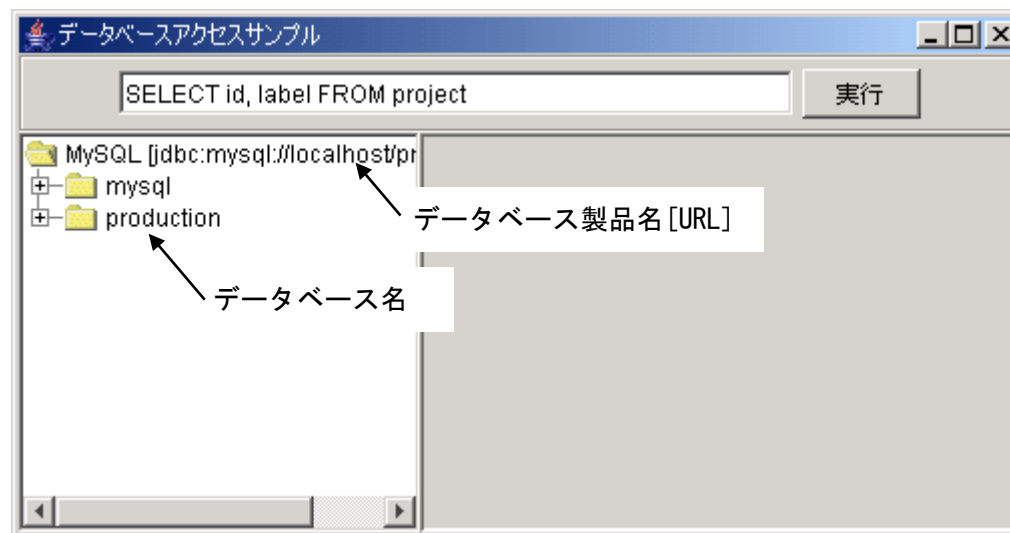 データベースアクセスサンプル
SELECT id, label FROM project
実行
MySQL [jdbc:mysql://localhost/pr
mysql
production
データベース製品名[URL]
データベース名